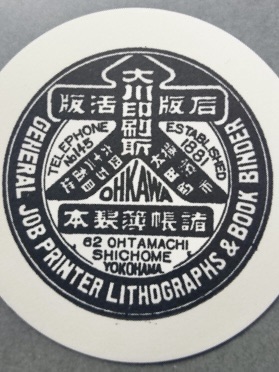 大川印刷所
版活 版石
TELEPHONE
No 145
ESTABLISHED
1881
OHKAWA
本製簿帳諸
62 OHTAMACHI
SHICHOME
YOKOHAMA.
GENERAL JOB PRINTER LITHOGRAPHS & BOOK BINDER